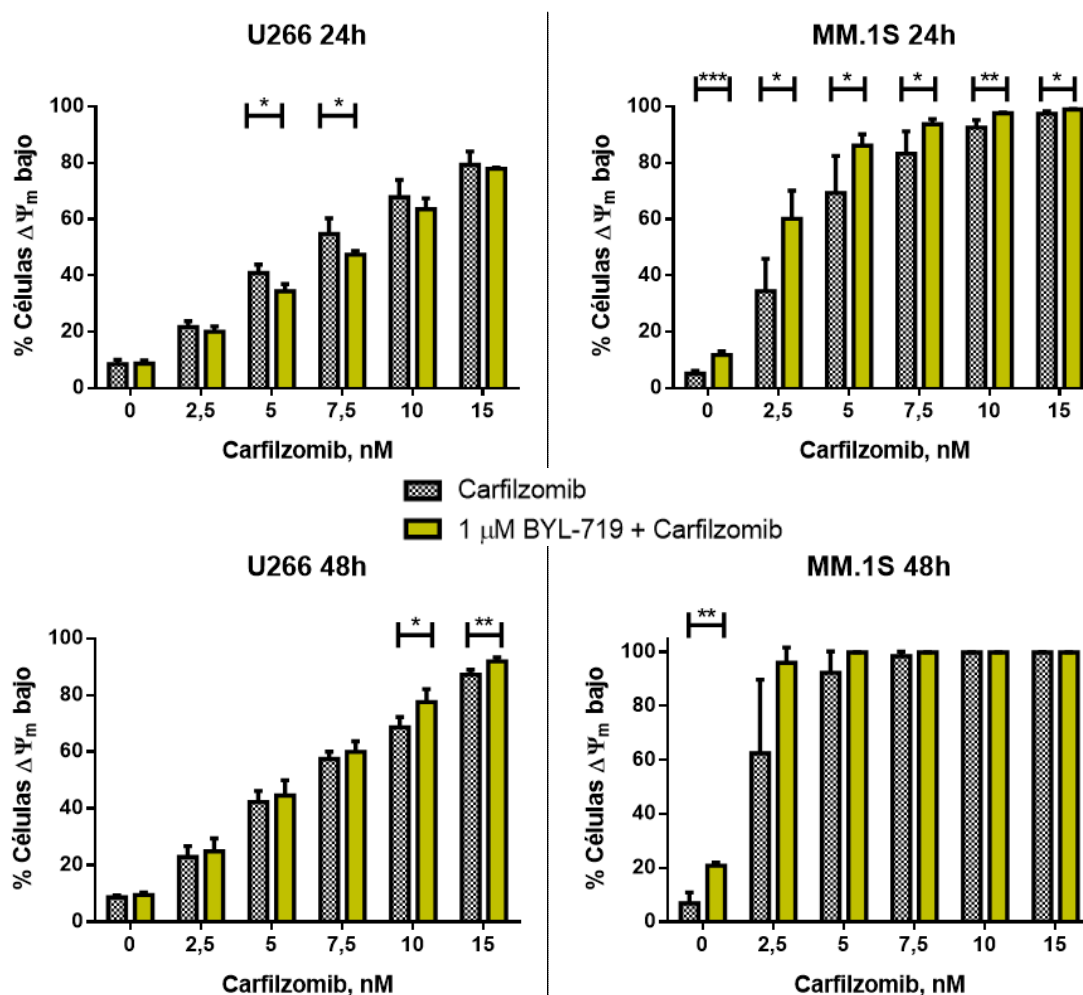 U266 24h
* *
% Células ΔΨm bajo
100
80
60
40
20
0
0 2,5 5 7,5 10 15
Carfilzomib, nM
MM.1S 24h
*** * * * ** *
% Células ΔΨm bajo
100
80
60
40
20
0
0 2,5 5 7,5 10 15
Carfilzomib, nM
Carfilzomib
1 μM BYL-719 + Carfilzomib
U266 48h
* **
% Células ΔΨm bajo
100
80
60
40
20
0
0 2,5 5 7,5 10 15
Carfilzomib, nM
MM.1S 48h
**
% Células ΔΨm bajo
100
80
60
40
20
0
0 2,5 5 7,5 10 15
Carfilzomib, nM